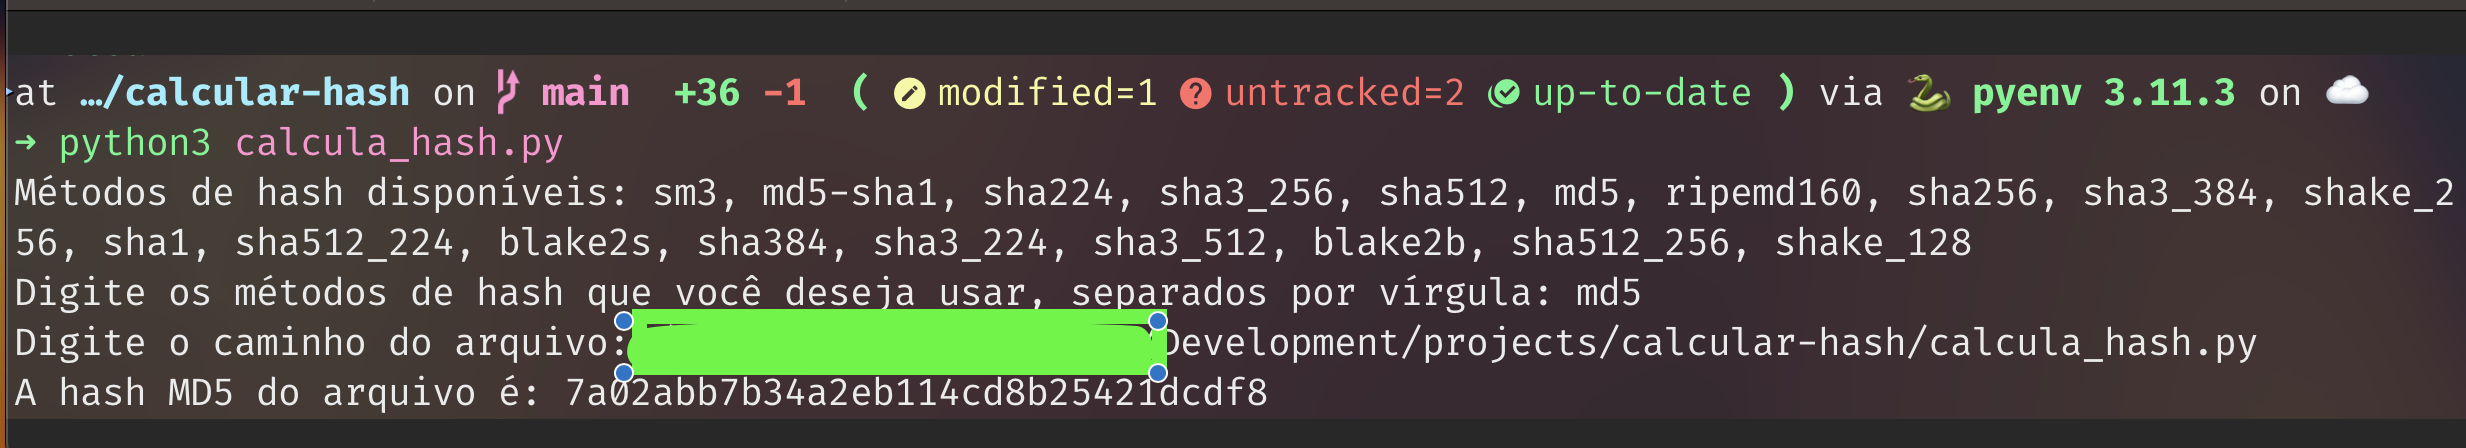 at …/calcular-hash on main +36 -1 ( modified=1 untracked=2 up-to-date ) via 🐍 pyenv 3.11.3 on ☁️
➜ python3 calcula_hash.py
Métodos de hash disponíveis: sm3, md5-sha1, sha224, sha3_256, sha512, md5, ripemd160, sha256, sha3_384, shake_2
56, sha1, sha512_224, blake2s, sha384, sha3_224, sha3_512, blake2b, sha512_256, shake_128
Digite os métodos de hash que você deseja usar, separados por vírgula: md5
Digite o caminho do arquivo: Development/projects/calcular-hash/calcula_hash.py
A hash MD5 do arquivo é: 7a02abb7b34a2eb114cd8b25421dcdf8